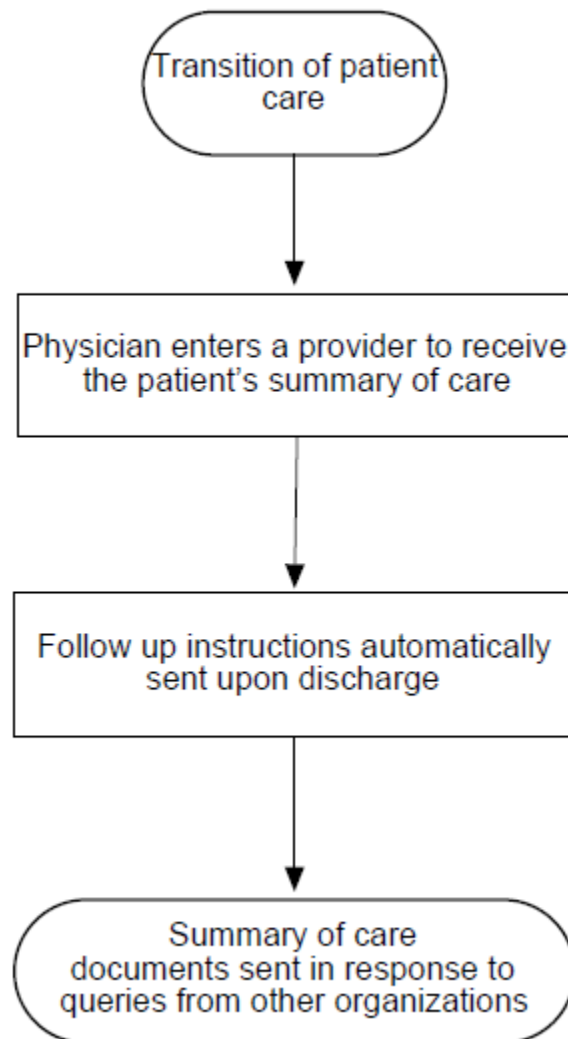 Transition of patient
care
Physician enters a provider to receive
the patient’s summary of care
Follow up instructions automatically
sent upon discharge
Summary of care
documents sent in response to
queries from other organizations